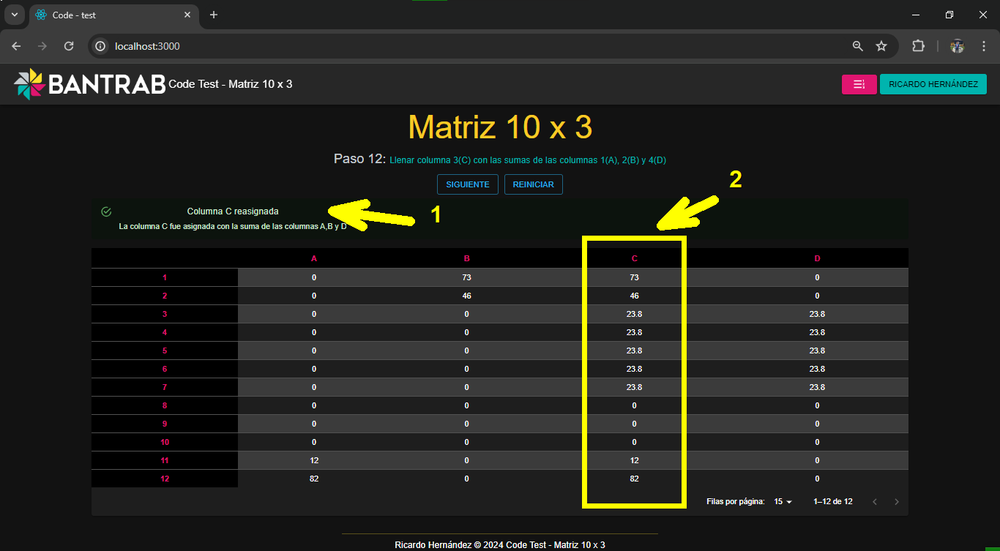 Code - test
localhost:3000
BANTRAB Code Test - Matriz 10 x 3
RICARDO HERNÁNDEZ
Matriz 10 x 3
Paso 12: Llenar columna 3(C) con las sumas de las columnas 1(A), 2(B) y 4(D)
SIGUIENTE REINICIAR
2
Columna C reasignada
1
La columna C fue asignada con la suma de las columnas A,B y D
A B C D
1 0 73 73 0
2 0 46 46 0
3 0 0 23.8 23.8
4 0 0 23.8 23.8
5 0 0 23.8 23.8
6 0 0 23.8 23.8
7 0 0 23.8 23.8
8 0 0 0 0
9 0 0 0 0
10 0 0 0 0
11 12 0 12 0
12 82 0 82 0
Filas por página: 15 1–12 de 12
Ricardo Hernández © 2024 Code Test - Matriz 10 x 3